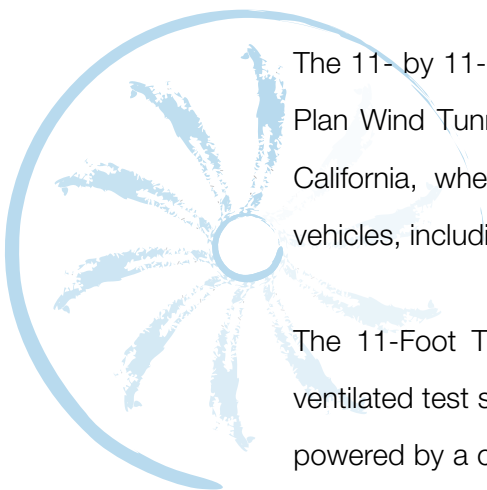 The 11- by 11-
Plan Wind Tunn
California, whe
vehicles, includi
The 11-Foot T
ventilated test s
powered by a c